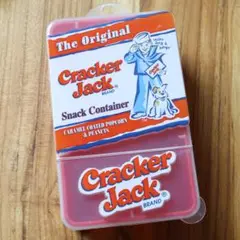 The Original
Cracker
Jack®
BRAND
Snack Container
CARAMEL COATED POPCORN
& PEANUTS
Cracker
Jack®
BRAND